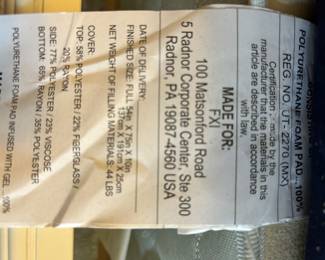 POLYURETHANE FOAM PAD...100%
REG. NO. UT- 2270 (MX)
Certification is made by the
manufacturer that the materials in this
article are described in accordance
with law.
MADE FOR:
FXI
100 Matsonford Road
5 Radnor Corporate Center, Ste 300
Radnor, PA 19087-4560 USA
DATE OF DELIVERY:
FINISHED SIZE: FULL 54in X 75in X 10in
137cm X 191cm X 25cm
NET WEIGHT OF FILLING MATERIALS: 44 LBS
COVER:
TOP: 58% POLYESTER / 22% FIBERGLASS /
20% RAYON
SIDE: 77% POLYESTER / 23% VISCOSE
BOTTOM: 65% RAYON / 35% POLYESTER
POLYURETHANE FOAM PAD INFUSED WITH GEL...100%